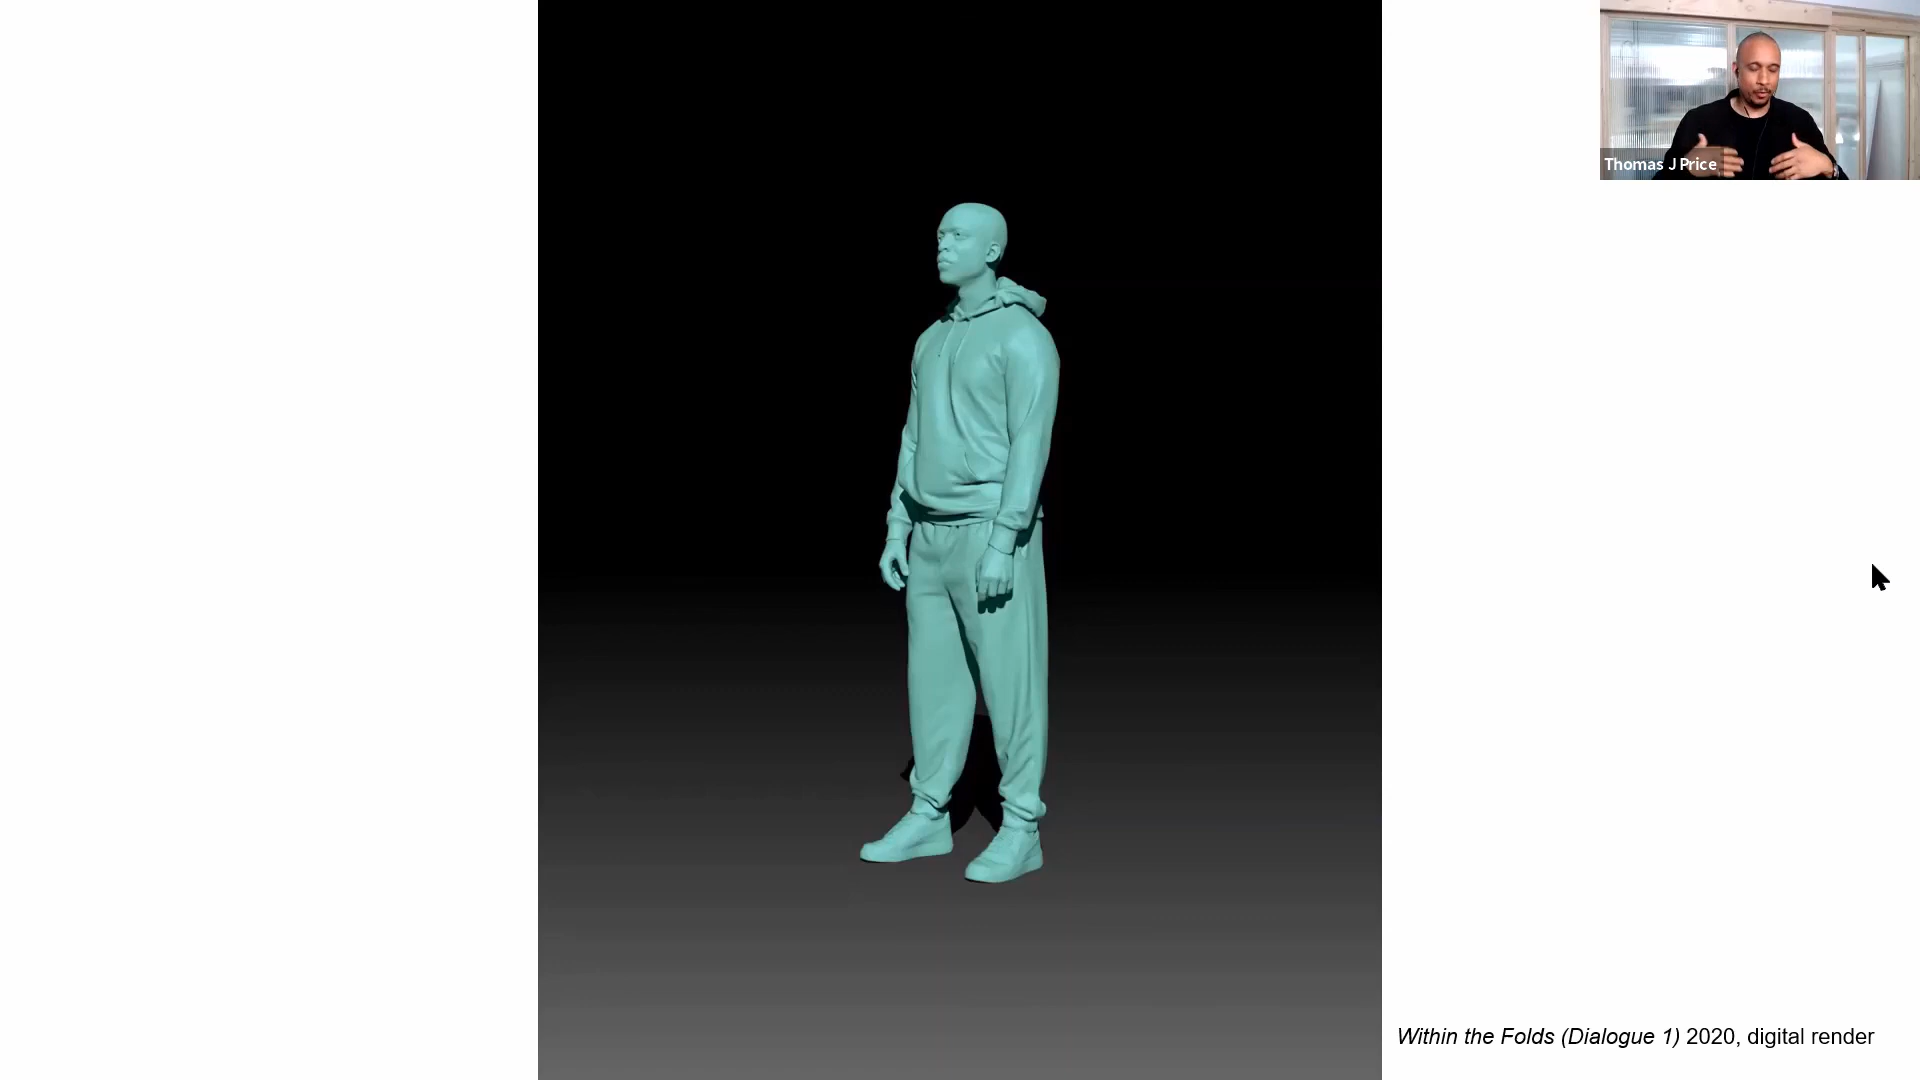 Thomas J Price
Within the Folds (Dialogue 1) 2020, digital render